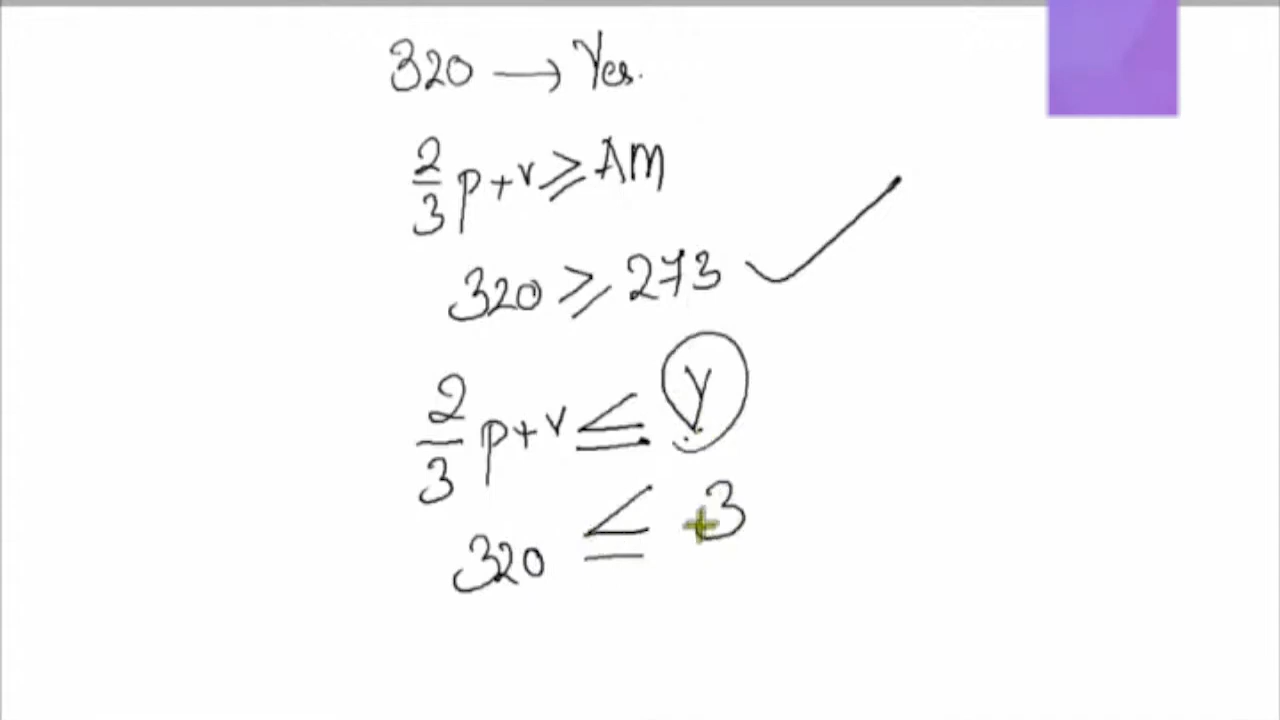 320 → Yes.
2/3 p+v ≥ AM
320 ≥ 273 ✓
2/3 p+v ≤ y
320 ≤ 3